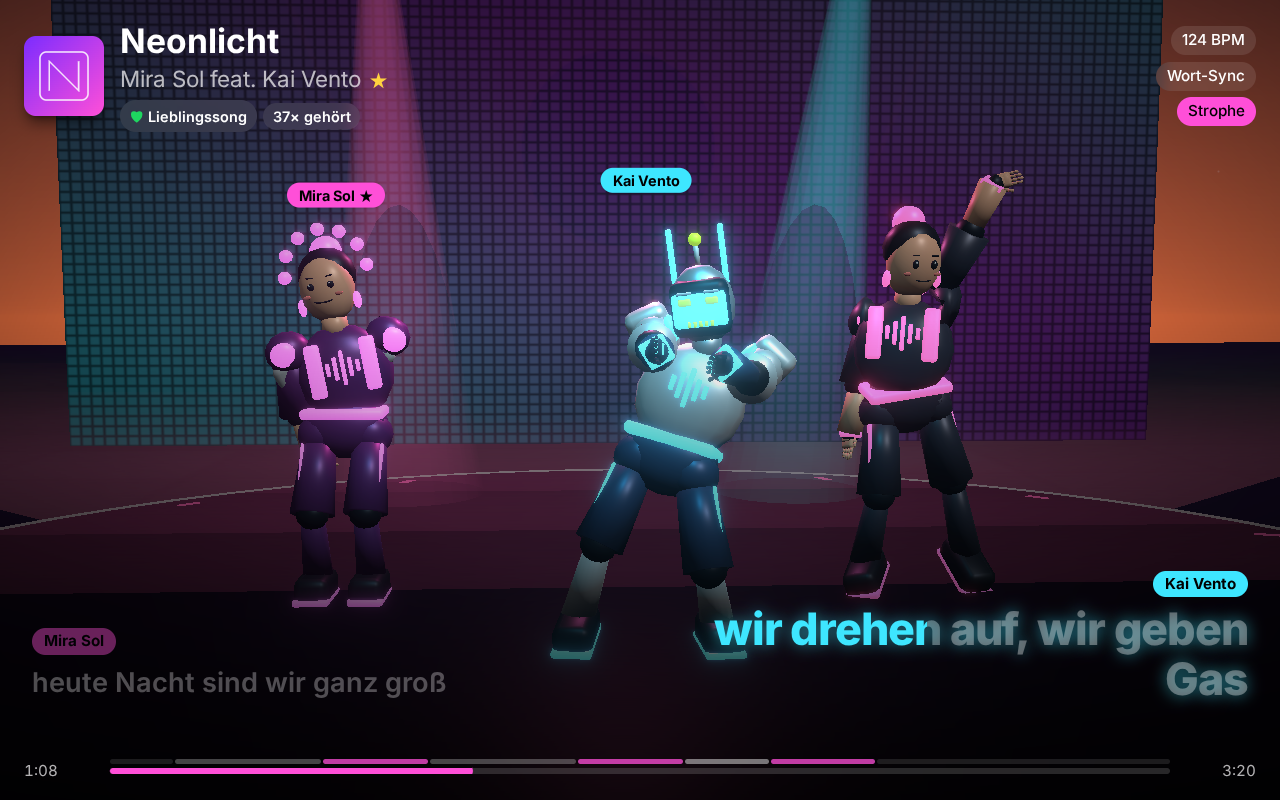 N
Neonlicht
Mira Sol feat. Kai Vento ★
Lieblingssong
37× gehört
124 BPM
Wort-Sync
Strophe
Mira Sol ★
Kai Vento
Kai Vento
wir drehen auf, wir geben
Gas
Mira Sol
heute Nacht sind wir ganz groß
1:08
3:20